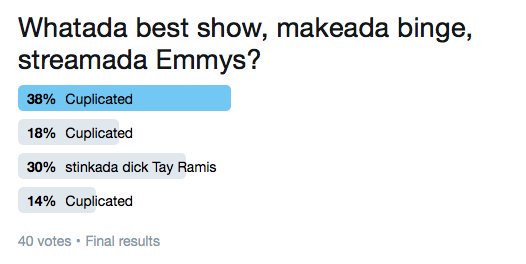 Whatada best show, makeada binge,
streamada Emmys?
38% Cuplicated
18% Cuplicated
30% stinkada dick Tay Ramis
14% Cuplicated
40 votes • Final results